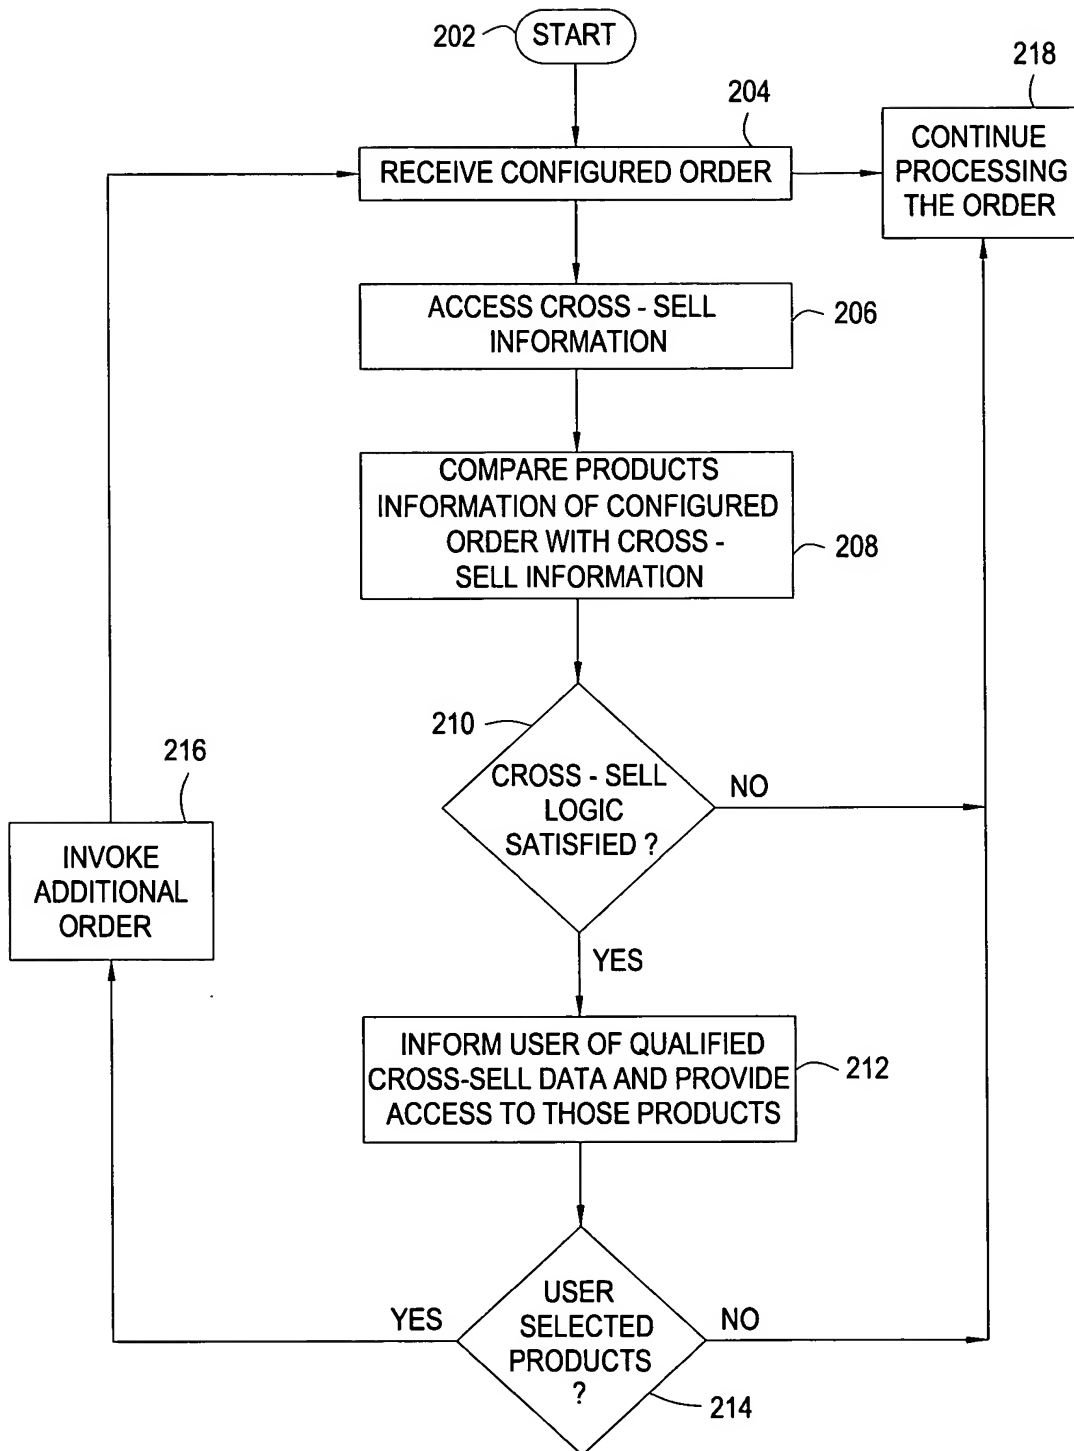 202
START
218
204
RECEIVE CONFIGURED ORDER
CONTINUE
PROCESSING
THE ORDER
ACCESS CROSS - SELL
INFORMATION
206
COMPARE PRODUCTS
INFORMATION OF CONFIGURED
ORDER WITH CROSS -
SELL INFORMATION
208
210
CROSS - SELL
LOGIC
SATISFIED ?
NO
216
INVOKE
ADDITIONAL
ORDER
YES
INFORM USER OF QUALIFIED
CROSS-SELL DATA AND PROVIDE
ACCESS TO THOSE PRODUCTS
212
YES
USER
SELECTED
PRODUCTS
?
NO
214